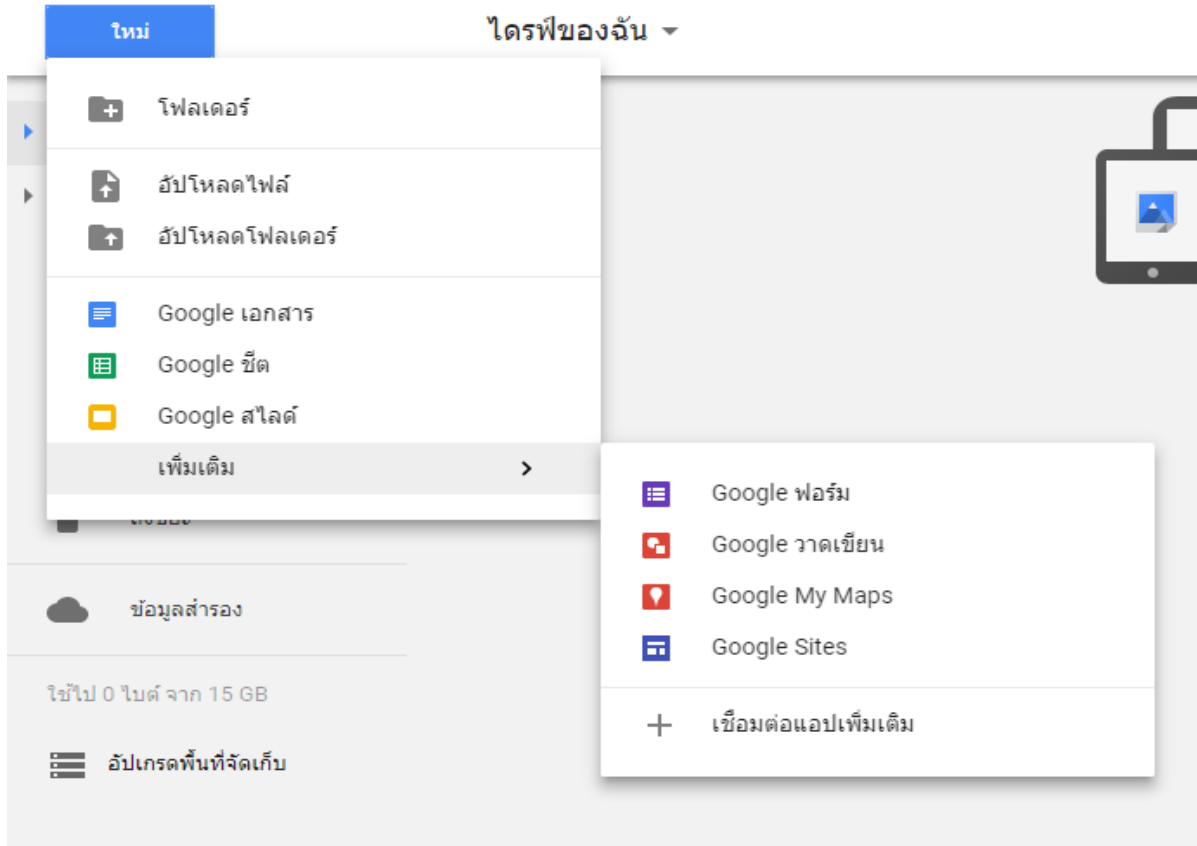 ใหม่
ไดรฟ์ของฉัน
โฟลเดอร์
อัปโหลดไฟล์
อัปโหลดโฟลเดอร์
Google เอกสาร
Google ชีต
Google สไลด์
เพิ่มเติม
Google ฟอร์ม
Google วาดเขียน
Google My Maps
Google Sites
เชื่อมต่อแอปเพิ่มเติม
ข้อมูลสำรอง
ใช้ไป 0 ไบต์ จาก 15 GB
อัปเกรดพื้นที่จัดเก็บ